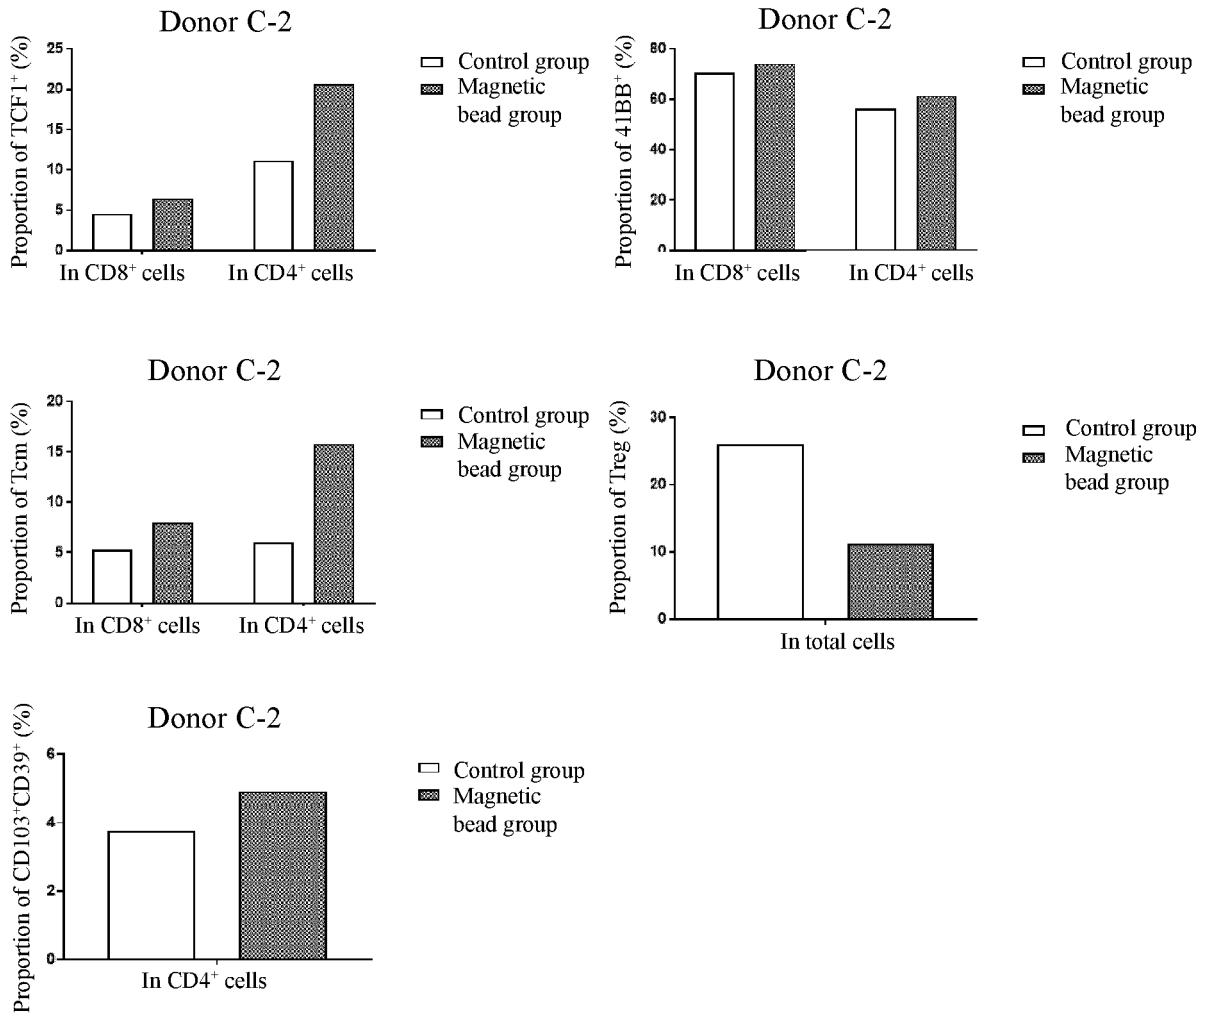 Donor C-2
Proportion of TCF1⁺ (%)
25
20
15
10
5
0
In CD8⁺ cells
In CD4⁺ cells
Control group
Magnetic
bead group
Donor C-2
Proportion of 41BB⁺ (%)
80
60
40
20
0
In CD8⁺ cells
In CD4⁺ cells
Control group
Magnetic
bead group
Donor C-2
Proportion of Tcm (%)
20
15
10
5
0
In CD8⁺ cells
In CD4⁺ cells
Control group
Magnetic
bead group
Donor C-2
Proportion of Treg (%)
30
20
10
0
In total cells
Control group
Magnetic
bead group
Donor C-2
Proportion of CD103⁺CD39⁺ (%)
6
4
2
0
In CD4⁺ cells
Control group
Magnetic
bead group